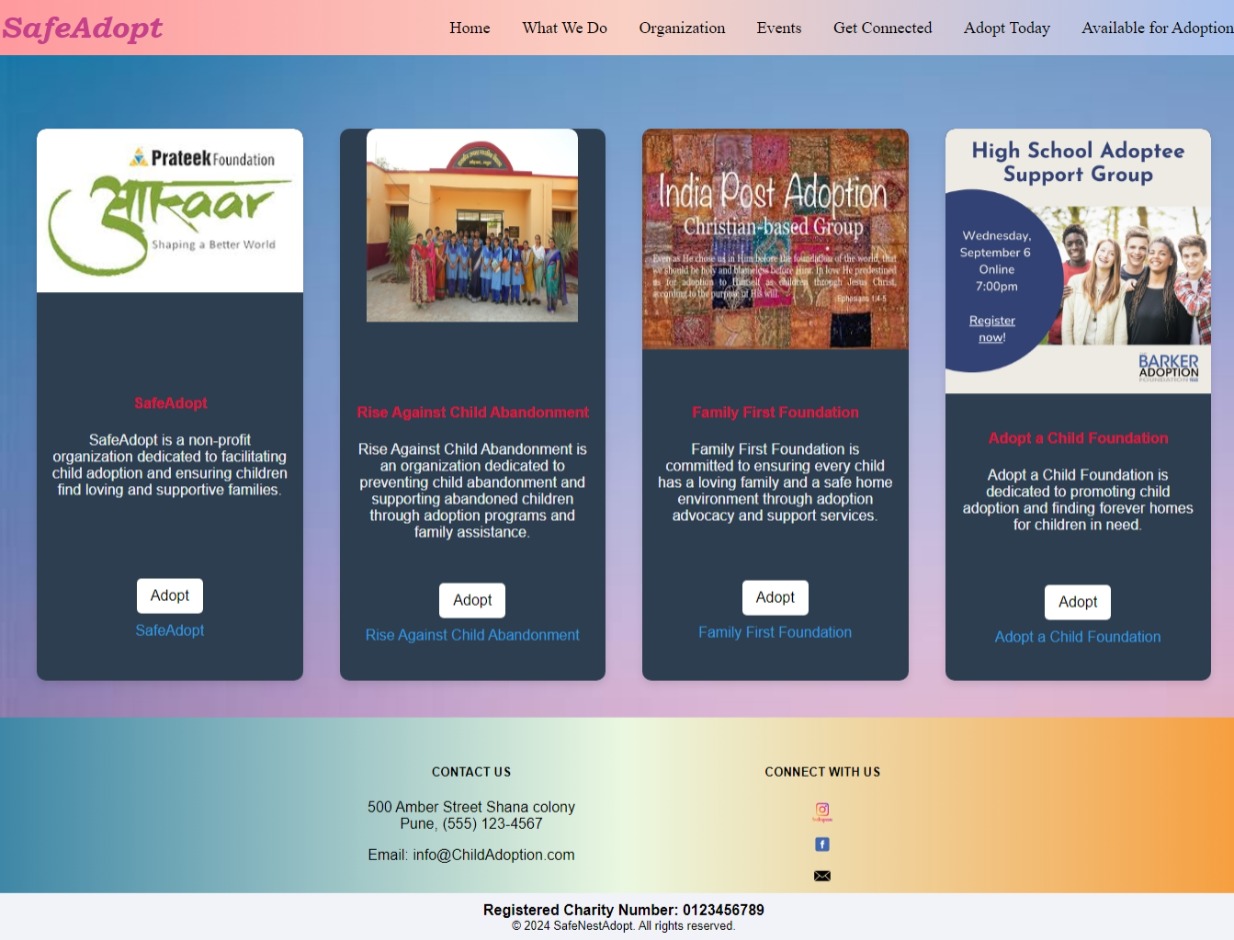 SafeAdopt
Home What We Do Organization Events Get Connected Adopt Today Available for Adoption
Prateek Foundation
आकaar
Shaping a Better World
India Post Adoption
Christian-based Group
Even as He chose us in Him before the foundation of the world, that
we should be holy and blameless before Him. In love He predestined
us for adoption to Himself as children through Jesus Christ,
according to the purpose of His will.
Ephesians 1:4-5
High School Adoptee
Support Group
Wednesday,
September 6
Online
7:00pm
Register
now!
BARKER
ADOPTION
FOUNDATION
SafeAdopt
SafeAdopt is a non-profit
organization dedicated to facilitating
child adoption and ensuring children
find loving and supportive families.
Adopt
SafeAdopt
Rise Against Child Abandonment
Rise Against Child Abandonment is
an organization dedicated to
preventing child abandonment and
supporting abandoned children
through adoption programs and
family assistance.
Adopt
Rise Against Child Abandonment
Family First Foundation
Family First Foundation is
committed to ensuring every child
has a loving family and a safe home
environment through adoption
advocacy and support services.
Adopt
Family First Foundation
Adopt a Child Foundation
Adopt a Child Foundation is
dedicated to promoting child
adoption and finding forever homes
for children in need.
Adopt
Adopt a Child Foundation
CONTACT US
500 Amber Street Shana colony
Pune, (555) 123-4567
Email: info@ChildAdoption.com
CONNECT WITH US
Registered Charity Number: 0123456789
© 2024 SafeNestAdopt. All rights reserved.